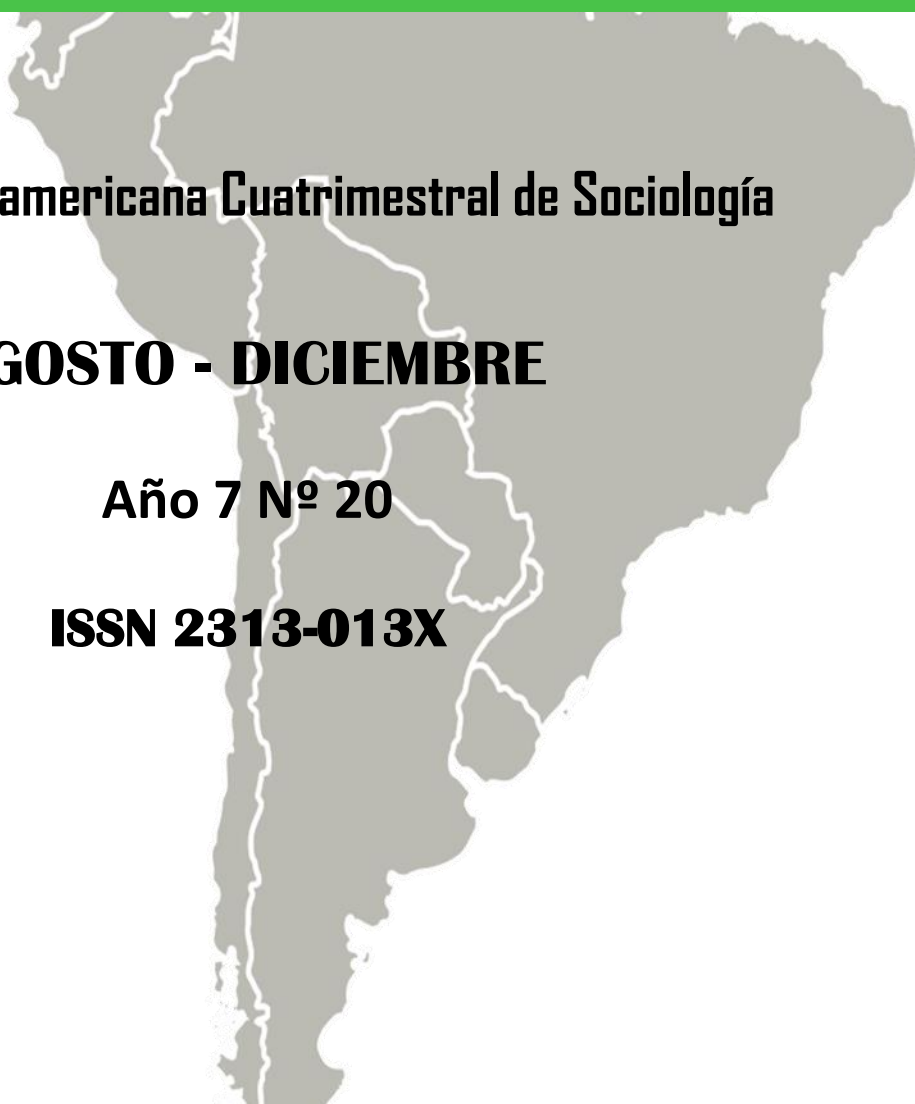 americana Cuatrimestral de Sociología
GOSTO - DICIEMBRE
Año 7 Nº 20
ISSN 2313-013X